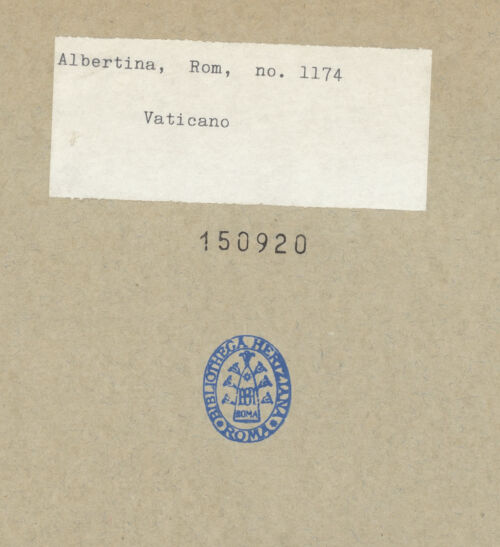 Albertina, Rom, no. 1174
Vaticano
150920
BIBLIOTHECA HERTZIANA
ROMA
ROMA